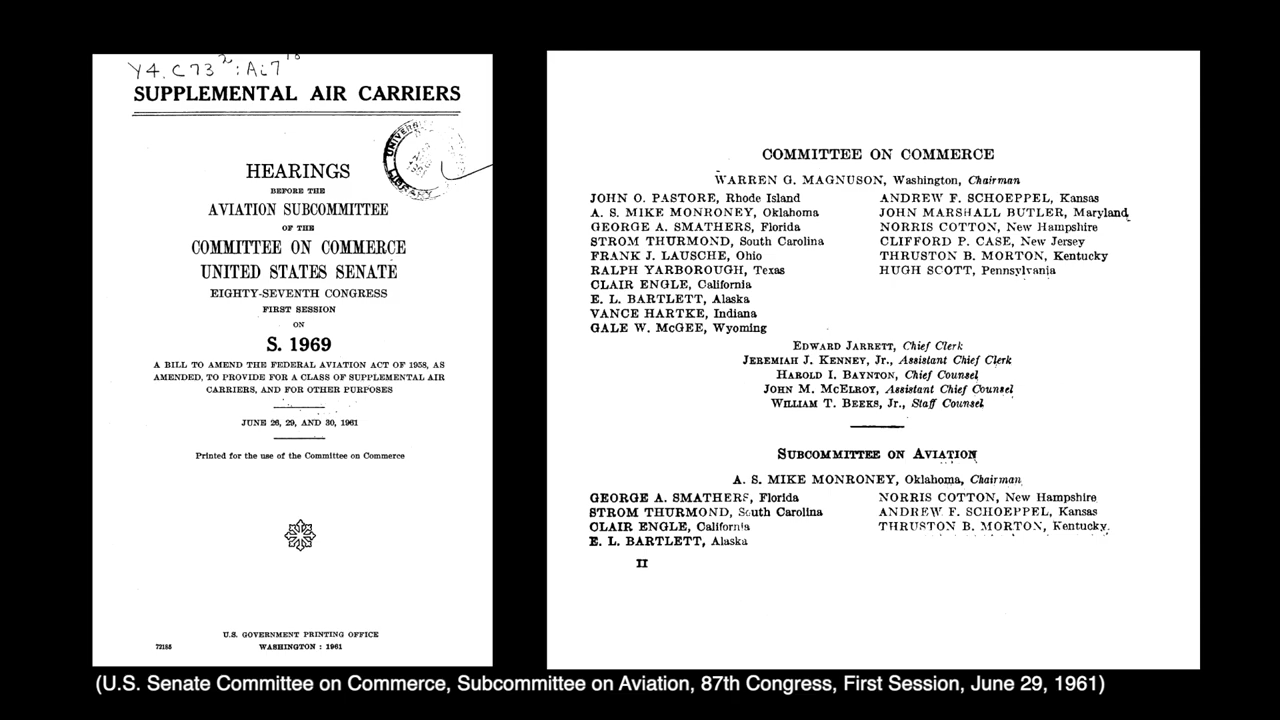 Y4.C73 2:Ai7
SUPPLEMENTAL AIR CARRIERS
UNIVERSI
LIBRARY
HEARINGS
BEFORE THE
AVIATION SUBCOMMITTEE
OF THE
COMMITTEE ON COMMERCE
UNITED STATES SENATE
EIGHTY-SEVENTH CONGRESS
FIRST SESSION
ON
S. 1969
A BILL TO AMEND THE FEDERAL AVIATION ACT OF 1958, AS
AMENDED, TO PROVIDE FOR A CLASS OF SUPPLEMENTAL AIR
CARRIERS, AND FOR OTHER PURPOSES
JUNE 26, 29, AND 30, 1961
Printed for the use of the Committee on Commerce
U.S. GOVERNMENT PRINTING OFFICE
72185 WASHINGTON : 1961
COMMITTEE ON COMMERCE
WARREN G. MAGNUSON, Washington, Chairman
JOHN O. PASTORE, Rhode Island
A. S. MIKE MONRONEY, Oklahoma
GEORGE A. SMATHERS, Florida
STROM THURMOND, South Carolina
FRANK J. LAUSCHE, Ohio
RALPH YARBOROUGH, Texas
CLAIR ENGLE, California
E. L. BARTLETT, Alaska
VANCE HARTKE, Indiana
GALE W. McGEE, Wyoming
ANDREW F. SCHOEPPEL, Kansas
JOHN MARSHALL BUTLER, Maryland
NORRIS COTTON, New Hampshire
CLIFFORD P. CASE, New Jersey
THRUSTON B. MORTON, Kentucky
HUGH SCOTT, Pennsylvania
EDWARD JARRETT, Chief Clerk
JEREMIAH J. KENNEY, Jr., Assistant Chief Clerk
HAROLD I. BAYNTON, Chief Counsel
JOHN M. McELROY, Assistant Chief Counsel
WILLIAM T. BEEKS, Jr., Staff Counsel
SUBCOMMITTEE ON AVIATION
A. S. MIKE MONRONEY, Oklahoma, Chairman
GEORGE A. SMATHERS, Florida
STROM THURMOND, South Carolina
CLAIR ENGLE, California
E. L. BARTLETT, Alaska
NORRIS COTTON, New Hampshire
ANDREW F. SCHOEPPEL, Kansas
THRUSTON B. MORTON, Kentucky.
II
(U.S. Senate Committee on Commerce, Subcommittee on Aviation, 87th Congress, First Session, June 29, 1961)